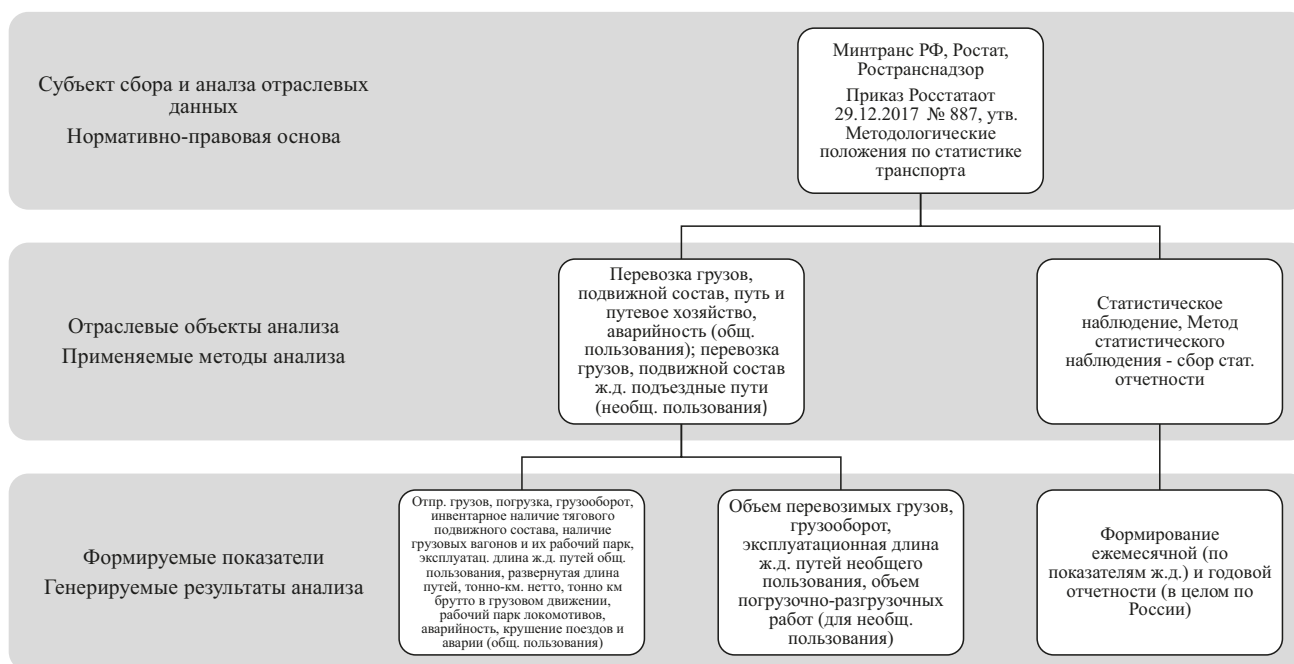 Субъект сбора и аналза отраслевых
данных
Нормативно-правовая основа
Минтранс РФ, Ростат,
Ространснадзор
Приказ Росстатаот
29.12.2017 № 887, утв.
Методологические
положения по статистике
транспорта
Отраслевые объекты анализа
Применяемые методы анализа
Перевозка грузов,
подвижной состав, путь и
путевое хозяйство,
аварийность (общ.
пользования); перевозка
грузов, подвижной состав
ж.д. подъездные пути
(необщ. пользования)
Статистическое
наблюдение, Метод
статистического
наблюдения - сбор стат.
отчетности
Формируемые показатели
Генерируемые результаты анализа
Отпр. грузов, погрузка, грузооборот,
инвентарное наличие тягового
подвижного состава, наличие
грузовых вагонов и их рабочий парк,
эксплуатац. длина ж.д. путей общ.
пользования, развернутая длина
путей, тонно-км. нетто, тонно км
брутто в грузовом движении,
рабочий парк локомотивов,
аварийность, крушение поездов и
аварии (общ. пользования)
Объем перевозимых грузов,
грузооборот,
эксплуатационная длина
ж.д. путей необщего
пользования, объем
погрузочно-разгрузочных
работ (для необщ.
пользования)
Формирование
ежемесячной (по
показателям ж.д.) и годовой
отчетности (в целом по
России)